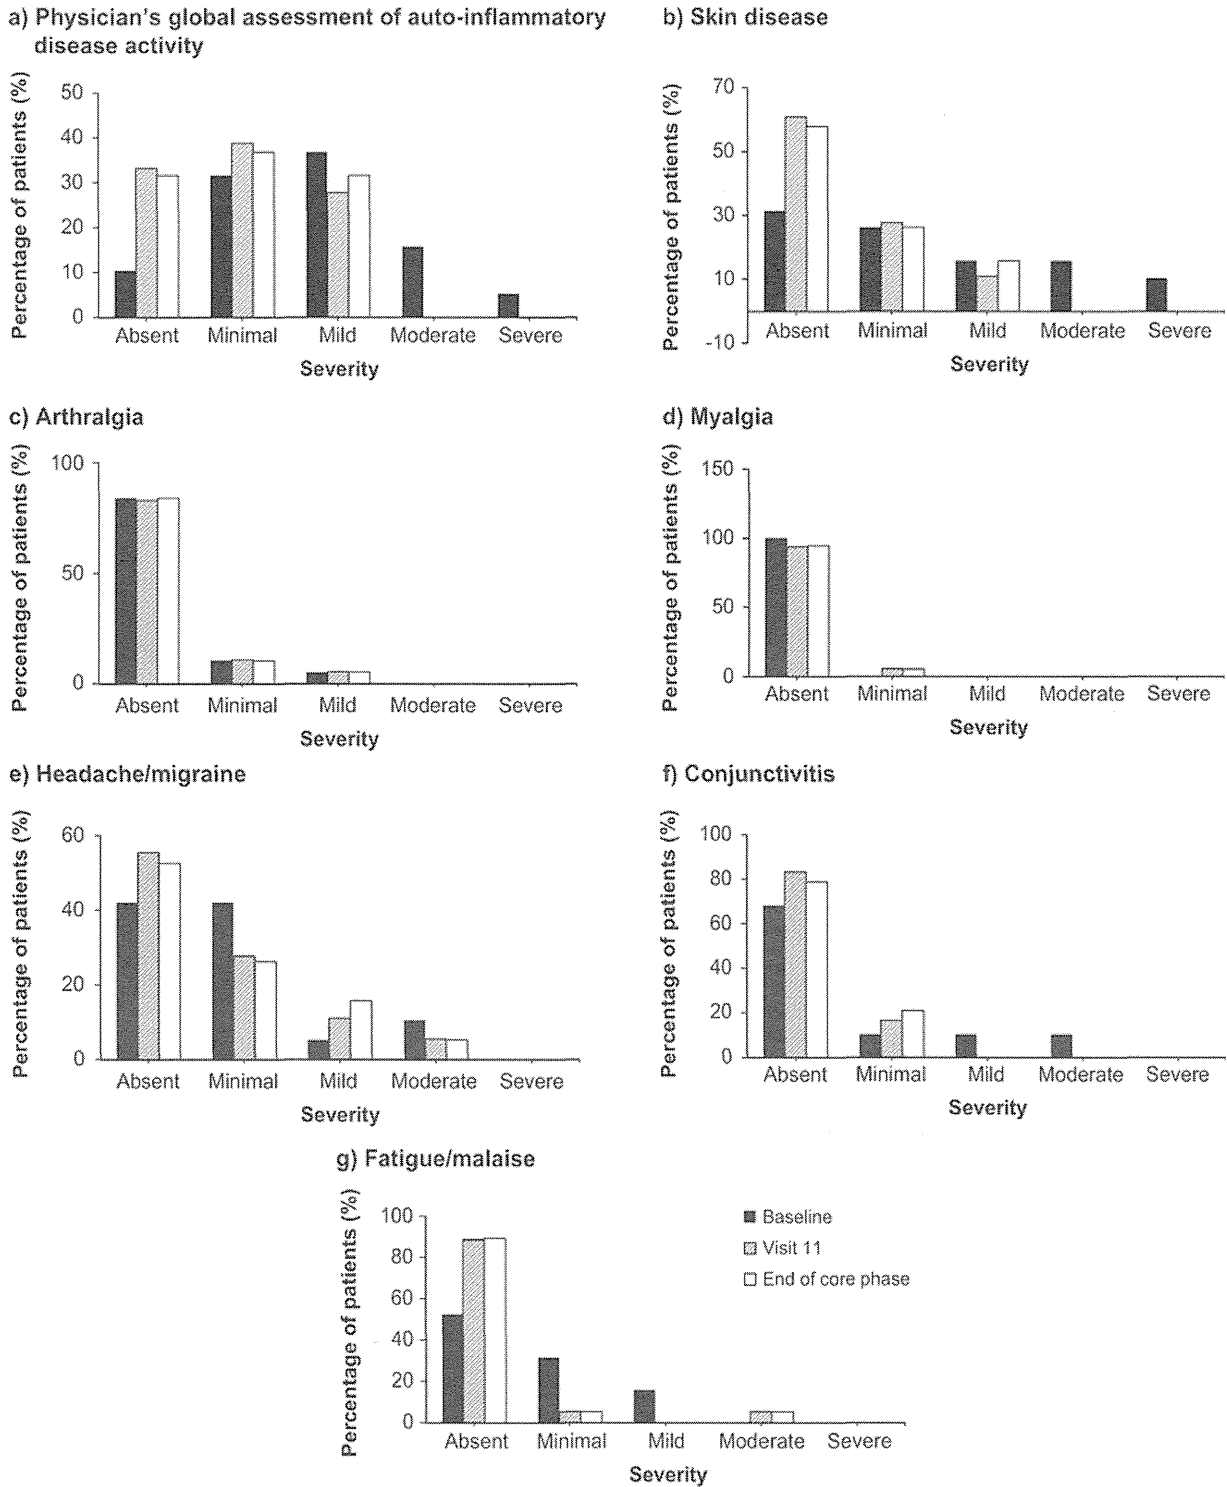 a) Physician's global assessment of auto-inflammatory
disease activity
Percentage of patients (%)
50
40
30
20
10
0
Absent Minimal Mild Moderate Severe
Severity
b) Skin disease
Percentage of patients (%)
70
50
30
10
-10
Absent Minimal Mild Moderate Severe
Severity
c) Arthralgia
Percentage of patients (%)
100
50
0
Absent Minimal Mild Moderate Severe
Severity
d) Myalgia
Percentage of patients (%)
150
100
50
0
Absent Minimal Mild Moderate Severe
Severity
e) Headache/migraine
Percentage of patients (%)
60
40
20
0
Absent Minimal Mild Moderate Severe
Severity
f) Conjunctivitis
Percentage of patients (%)
100
80
60
40
20
0
Absent Minimal Mild Moderate Severe
Severity
g) Fatigue/malaise
Percentage of patients (%)
100
80
60
40
20
0
Absent Minimal Mild Moderate Severe
Severity
Baseline
Visit 11
End of core phase